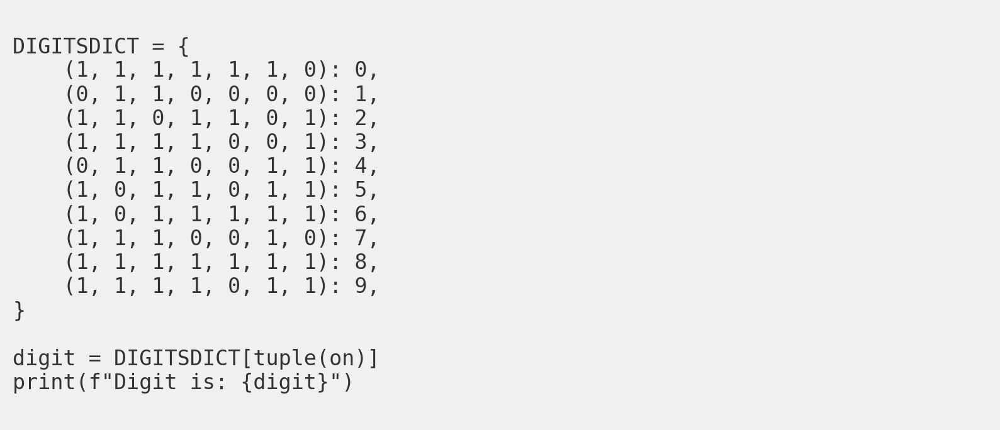 DIGITSDICT = {
    (1, 1, 1, 1, 1, 1, 0): 0,
    (0, 1, 1, 0, 0, 0, 0): 1,
    (1, 1, 0, 1, 1, 0, 1): 2,
    (1, 1, 1, 1, 0, 0, 1): 3,
    (0, 1, 1, 0, 0, 1, 1): 4,
    (1, 0, 1, 1, 0, 1, 1): 5,
    (1, 0, 1, 1, 1, 1, 1): 6,
    (1, 1, 1, 0, 0, 1, 0): 7,
    (1, 1, 1, 1, 1, 1, 1): 8,
    (1, 1, 1, 1, 0, 1, 1): 9,
}

digit = DIGITSDICT[tuple(on)]
print(f"Digit is: {digit}")